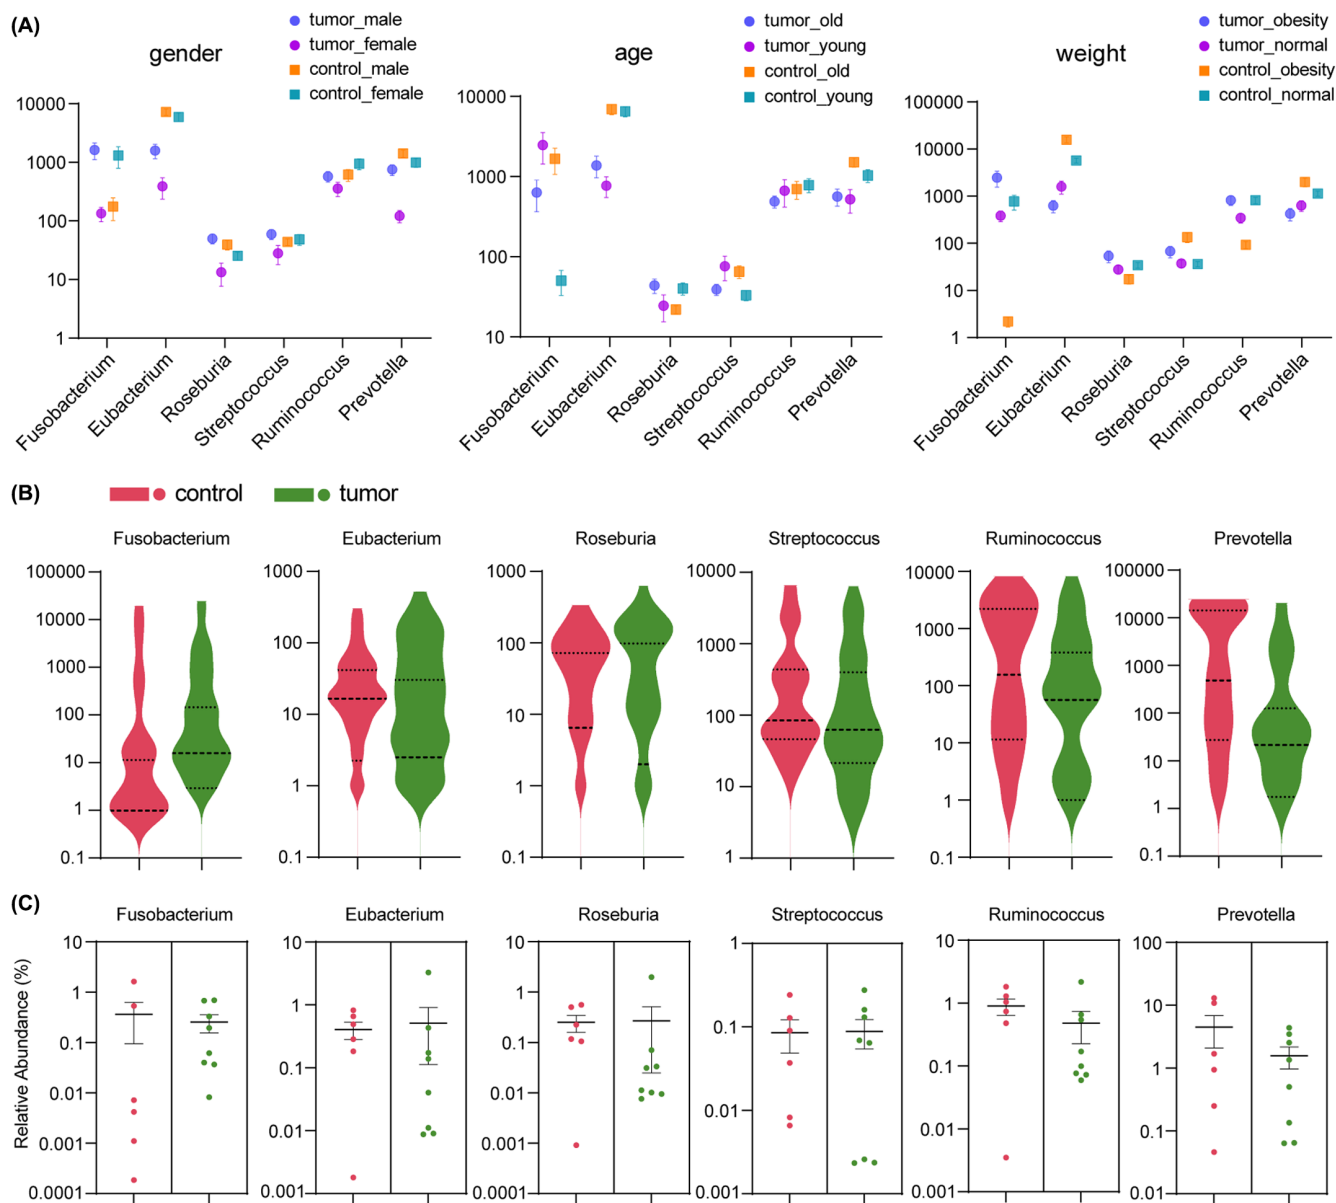 (A)
gender
tumor_male
tumor_female
control_male
control_female
10000
1000
100
10
1
Fusobacterium
Eubacterium
Roseburia
Streptococcus
Ruminococcus
Prevotella
age
tumor_old
tumor_young
control_old
control_young
10000
1000
100
10
Fusobacterium
Eubacterium
Roseburia
Streptococcus
Ruminococcus
Prevotella
weight
tumor_obesity
tumor_normal
control_obesity
control_normal
100000
10000
1000
100
10
1
Fusobacterium
Eubacterium
Roseburia
Streptococcus
Ruminococcus
Prevotella
(B)
control
tumor
Fusobacterium
100000
10000
1000
100
10
1
0.1
Eubacterium
1000
100
10
1
0.1
Roseburia
1000
100
10
1
0.1
Streptococcus
10000
1000
100
10
1
Ruminococcus
10000
1000
100
10
1
0.1
Prevotella
100000
10000
1000
100
10
1
0.1
(C)
Relative Abundance (%)
Fusobacterium
10
1
0.1
0.01
0.001
0.0001
Eubacterium
10
1
0.1
0.01
0.001
Roseburia
10
1
0.1
0.01
0.001
0.0001
Streptococcus
1
0.1
0.01
0.001
Ruminococcus
10
1
0.1
0.01
0.001
Prevotella
100
10
1
0.1
0.01